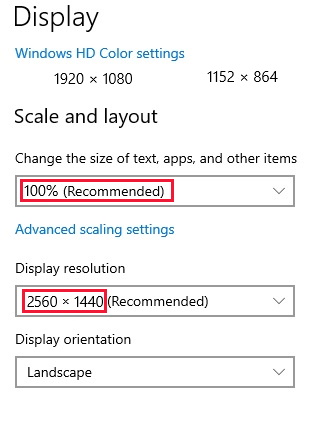 Display
Windows HD Color settings
1920 × 1080 1152 × 864
Scale and layout
Change the size of text, apps, and other items
100% (Recommended)
Advanced scaling settings
Display resolution
2560 × 1440 (Recommended)
Display orientation
Landscape